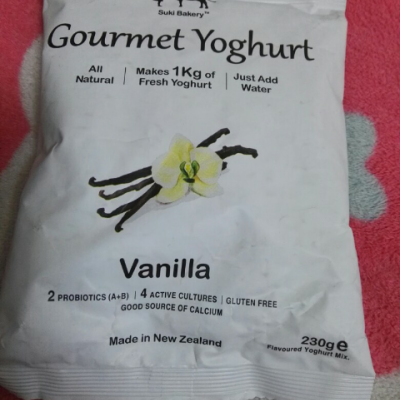 Suki Bakery™
Gourmet Yoghurt
All Natural | Makes 1Kg of Fresh Yoghurt | Just Add Water
Vanilla
2 PROBIOTICS (A+B) | 4 ACTIVE CULTURES | GLUTEN FREE
GOOD SOURCE OF CALCIUM
Made in New Zealand
230g e
Flavoured Yoghurt Mix.